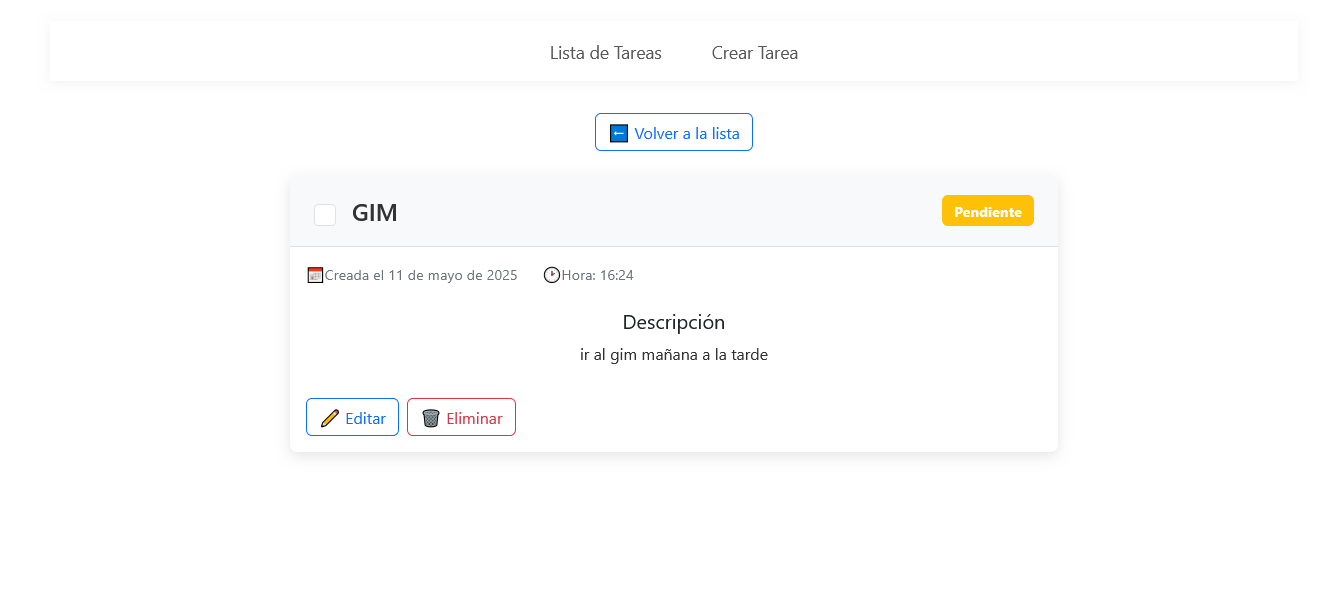 Lista de Tareas Crear Tarea
Volver a la lista
GIM Pendiente
Creada el 11 de mayo de 2025 Hora: 16:24
Descripción
ir al gim mañana a la tarde
Editar Eliminar